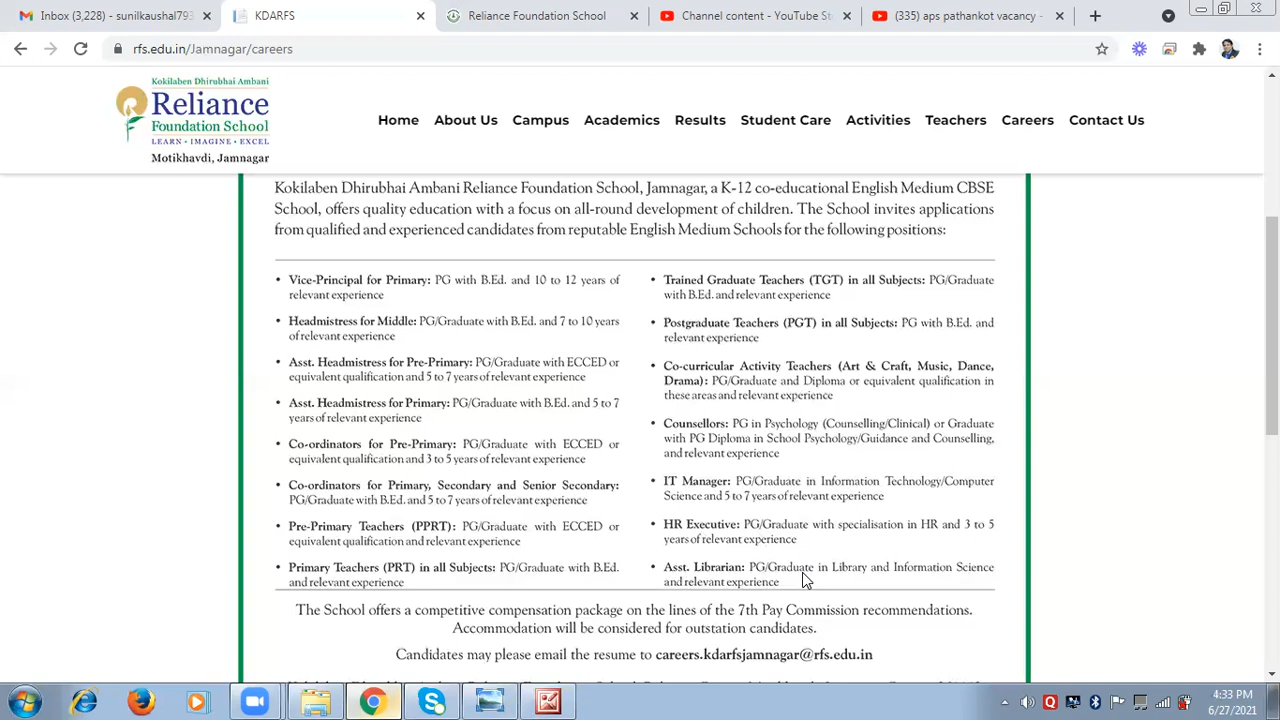 Inbox (3,228) - sunilkaushal793
KDARFS
Reliance Foundation School
Channel content - YouTube St
(335) aps pathankot vacancy -
rfs.edu.in/Jamnagar/careers
Kokilaben Dhirubhai Ambani
Reliance
Foundation School
LEARN • IMAGINE • EXCEL
Motikhavdi, Jamnagar
Home About Us Campus Academics Results Student Care Activities Teachers Careers Contact Us
Kokilaben Dhirubhai Ambani Reliance Foundation School, Jamnagar, a K-12 co-educational English Medium CBSE
School, offers quality education with a focus on all-round development of children. The School invites applications
from qualified and experienced candidates from reputable English Medium Schools for the following positions:
• Vice-Principal for Primary: PG with B.Ed. and 10 to 12 years of
relevant experience
• Headmistress for Middle: PG/Graduate with B.Ed. and 7 to 10 years
of relevant experience
• Asst. Headmistress for Pre-Primary: PG/Graduate with ECCED or
equivalent qualification and 5 to 7 years of relevant experience
• Asst. Headmistress for Primary: PG/Graduate with B.Ed. and 5 to 7
years of relevant experience
• Co-ordinators for Pre-Primary: PG/Graduate with ECCED or
equivalent qualification and 3 to 5 years of relevant experience
• Co-ordinators for Primary, Secondary and Senior Secondary:
PG/Graduate with B.Ed. and 5 to 7 years of relevant experience
• Pre-Primary Teachers (PPRT): PG/Graduate with ECCED or
equivalent qualification and relevant experience
• Primary Teachers (PRT) in all Subjects: PG/Graduate with B.Ed.
and relevant experience
• Trained Graduate Teachers (TGT) in all Subjects: PG/Graduate
with B.Ed. and relevant experience
• Postgraduate Teachers (PGT) in all Subjects: PG with B.Ed. and
relevant experience
• Co-curricular Activity Teachers (Art & Craft, Music, Dance,
Drama): PG/Graduate and Diploma or equivalent qualification in
these areas and relevant experience
• Counsellors: PG in Psychology (Counselling/Clinical) or Graduate
with PG Diploma in School Psychology/Guidance and Counselling,
and relevant experience
• IT Manager: PG/Graduate in Information Technology/Computer
Science and 5 to 7 years of relevant experience
• HR Executive: PG/Graduate with specialisation in HR and 3 to 5
years of relevant experience
• Asst. Librarian: PG/Graduate in Library and Information Science
and relevant experience
The School offers a competitive compensation package on the lines of the 7th Pay Commission recommendations.
Accommodation will be considered for outstation candidates.
Candidates may please email the resume to careers.kdarfsjamnagar@rfs.edu.in
4:33 PM
6/27/2021